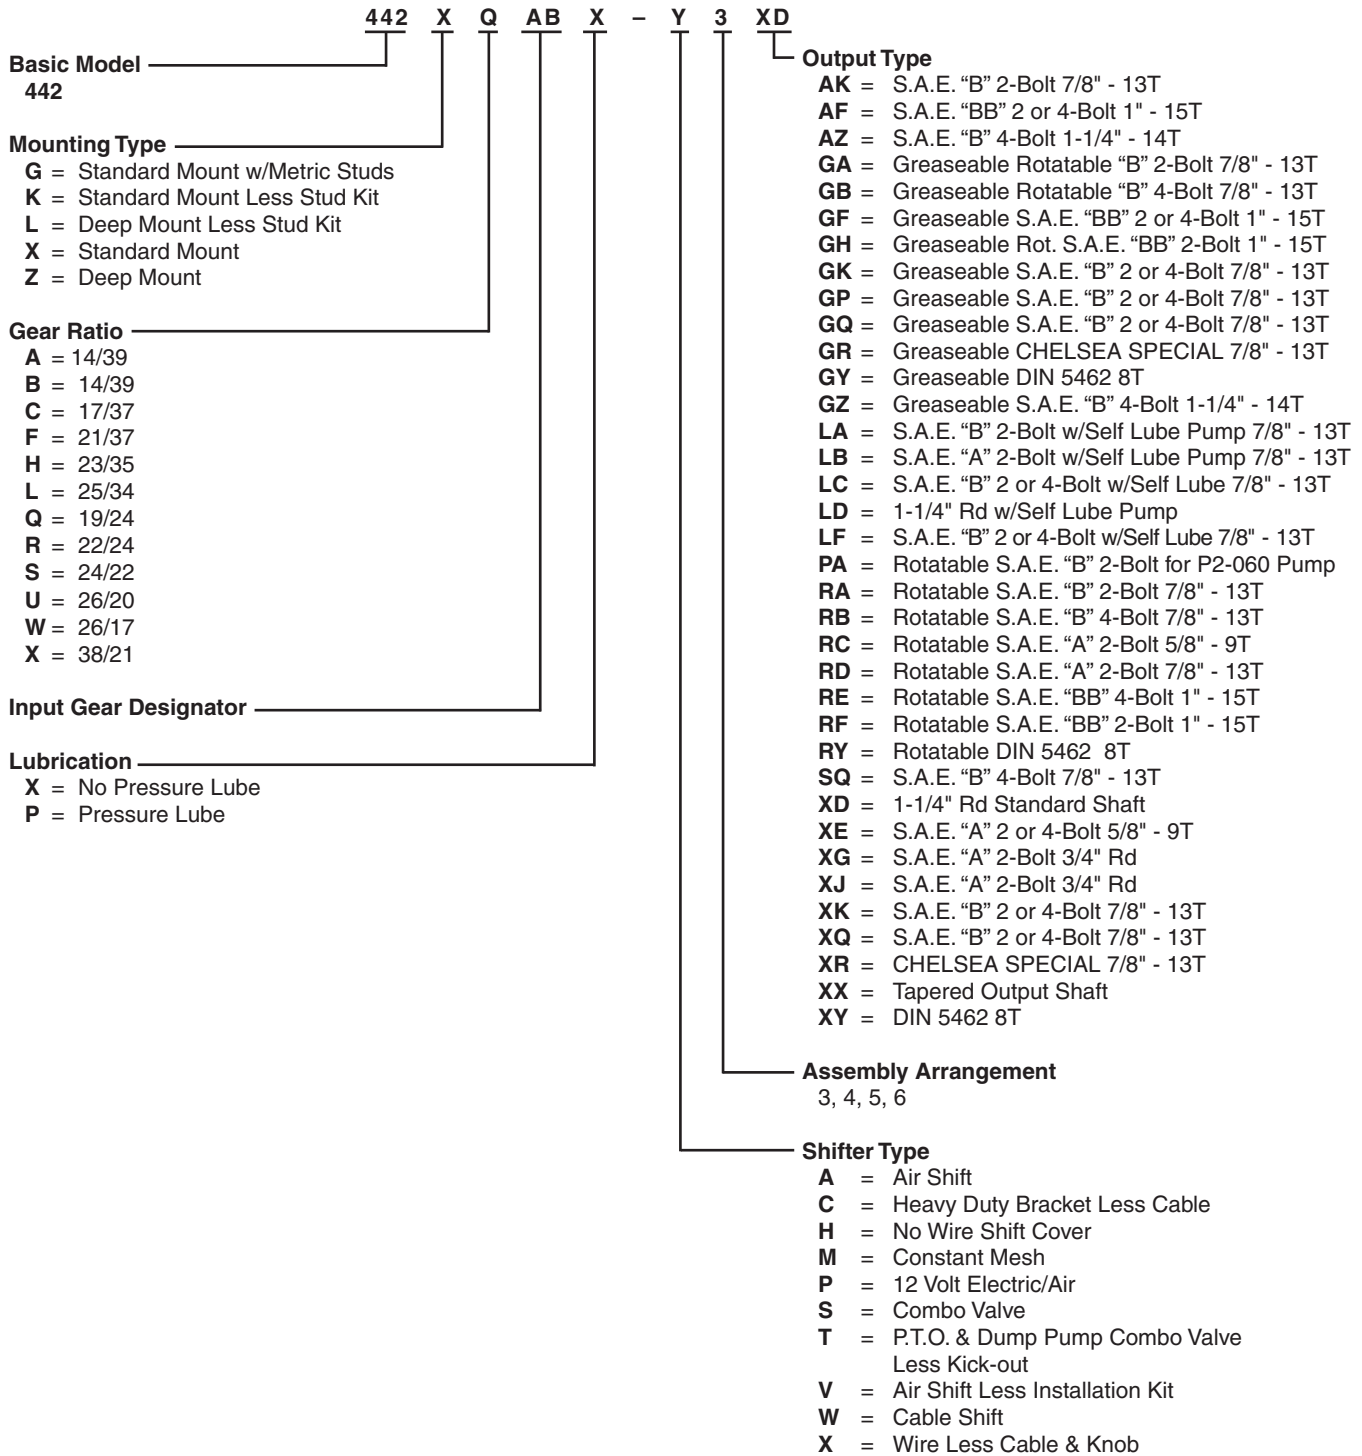 442 X Q AB X – Y 3 XD
Basic Model
442
Mounting Type
G = Standard Mount w/Metric Studs
K = Standard Mount Less Stud Kit
L = Deep Mount Less Stud Kit
X = Standard Mount
Z = Deep Mount
Gear Ratio
A = 14/39
B = 14/39
C = 17/37
F = 21/37
H = 23/35
L = 25/34
Q = 19/24
R = 22/24
S = 24/22
U = 26/20
W = 26/17
X = 38/21
Input Gear Designator
Lubrication
X = No Pressure Lube
P = Pressure Lube
Output Type
AK = S.A.E. “B” 2-Bolt 7/8" - 13T
AF = S.A.E. “BB” 2 or 4-Bolt 1" - 15T
AZ = S.A.E. “B” 4-Bolt 1-1/4" - 14T
GA = Greaseable Rotatable “B” 2-Bolt 7/8" - 13T
GB = Greaseable Rotatable “B” 4-Bolt 7/8" - 13T
GF = Greaseable S.A.E. “BB” 2 or 4-Bolt 1" - 15T
GH = Greaseable Rot. S.A.E. “BB” 2-Bolt 1" - 15T
GK = Greaseable S.A.E. “B” 2 or 4-Bolt 7/8" - 13T
GP = Greaseable S.A.E. “B” 2 or 4-Bolt 7/8" - 13T
GQ = Greaseable S.A.E. “B” 2 or 4-Bolt 7/8" - 13T
GR = Greaseable CHELSEA SPECIAL 7/8" - 13T
GY = Greaseable DIN 5462 8T
GZ = Greaseable S.A.E. “B” 4-Bolt 1-1/4" - 14T
LA = S.A.E. “B” 2-Bolt w/Self Lube Pump 7/8" - 13T
LB = S.A.E. “A” 2-Bolt w/Self Lube Pump 7/8" - 13T
LC = S.A.E. “B” 2 or 4-Bolt w/Self Lube 7/8" - 13T
LD = 1-1/4" Rd w/Self Lube Pump
LF = S.A.E. “B” 2 or 4-Bolt w/Self Lube 7/8" - 13T
PA = Rotatable S.A.E. “B” 2-Bolt for P2-060 Pump
RA = Rotatable S.A.E. “B” 2-Bolt 7/8" - 13T
RB = Rotatable S.A.E. “B” 4-Bolt 7/8" - 13T
RC = Rotatable S.A.E. “A” 2-Bolt 5/8" - 9T
RD = Rotatable S.A.E. “A” 2-Bolt 7/8" - 13T
RE = Rotatable S.A.E. “BB” 4-Bolt 1" - 15T
RF = Rotatable S.A.E. “BB” 2-Bolt 1" - 15T
RY = Rotatable DIN 5462 8T
SQ = S.A.E. “B” 4-Bolt 7/8" - 13T
XD = 1-1/4" Rd Standard Shaft
XE = S.A.E. “A” 2 or 4-Bolt 5/8" - 9T
XG = S.A.E. “A” 2-Bolt 3/4" Rd
XJ = S.A.E. “A” 2-Bolt 3/4" Rd
XK = S.A.E. “B” 2 or 4-Bolt 7/8" - 13T
XQ = S.A.E. “B” 2 or 4-Bolt 7/8" - 13T
XR = CHELSEA SPECIAL 7/8" - 13T
XX = Tapered Output Shaft
XY = DIN 5462 8T
Assembly Arrangement
3, 4, 5, 6
Shifter Type
A = Air Shift
C = Heavy Duty Bracket Less Cable
H = No Wire Shift Cover
M = Constant Mesh
P = 12 Volt Electric/Air
S = Combo Valve
T = P.T.O. & Dump Pump Combo Valve
Less Kick-out
V = Air Shift Less Installation Kit
W = Cable Shift
X = Wire Less Cable & Knob